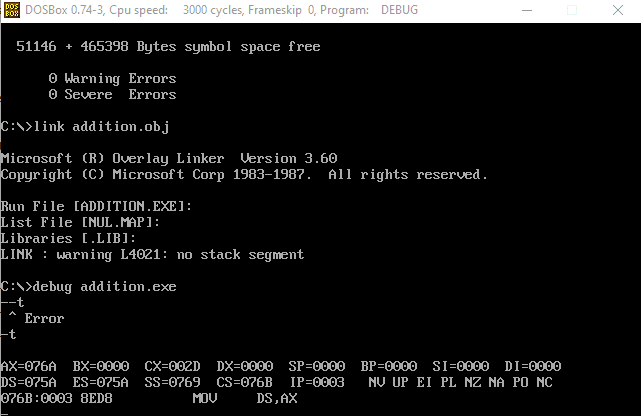 DOSBox 0.74-3, Cpu speed: 3000 cycles, Frameskip 0, Program: DEBUG
51146 + 465398 Bytes symbol space free
0 Warning Errors
0 Severe Errors
C:\>link addition.obj
Microsoft (R) Overlay Linker Version 3.60
Copyright (C) Microsoft Corp 1983-1987. All rights reserved.
Run File [ADDITION.EXE]:
List File [NUL.MAP]:
Libraries [.LIB]:
LINK : warning L4021: no stack segment
C:\>debug addition.exe
--t
^ Error
-t
AX=076A BX=0000 CX=002D DX=0000 SP=0000 BP=0000 SI=0000 DI=0000
DS=075A ES=075A SS=0769 CS=076B IP=0003 NV UP EI PL NZ NA PO NC
076B:0003 8ED8 MOV DS,AX